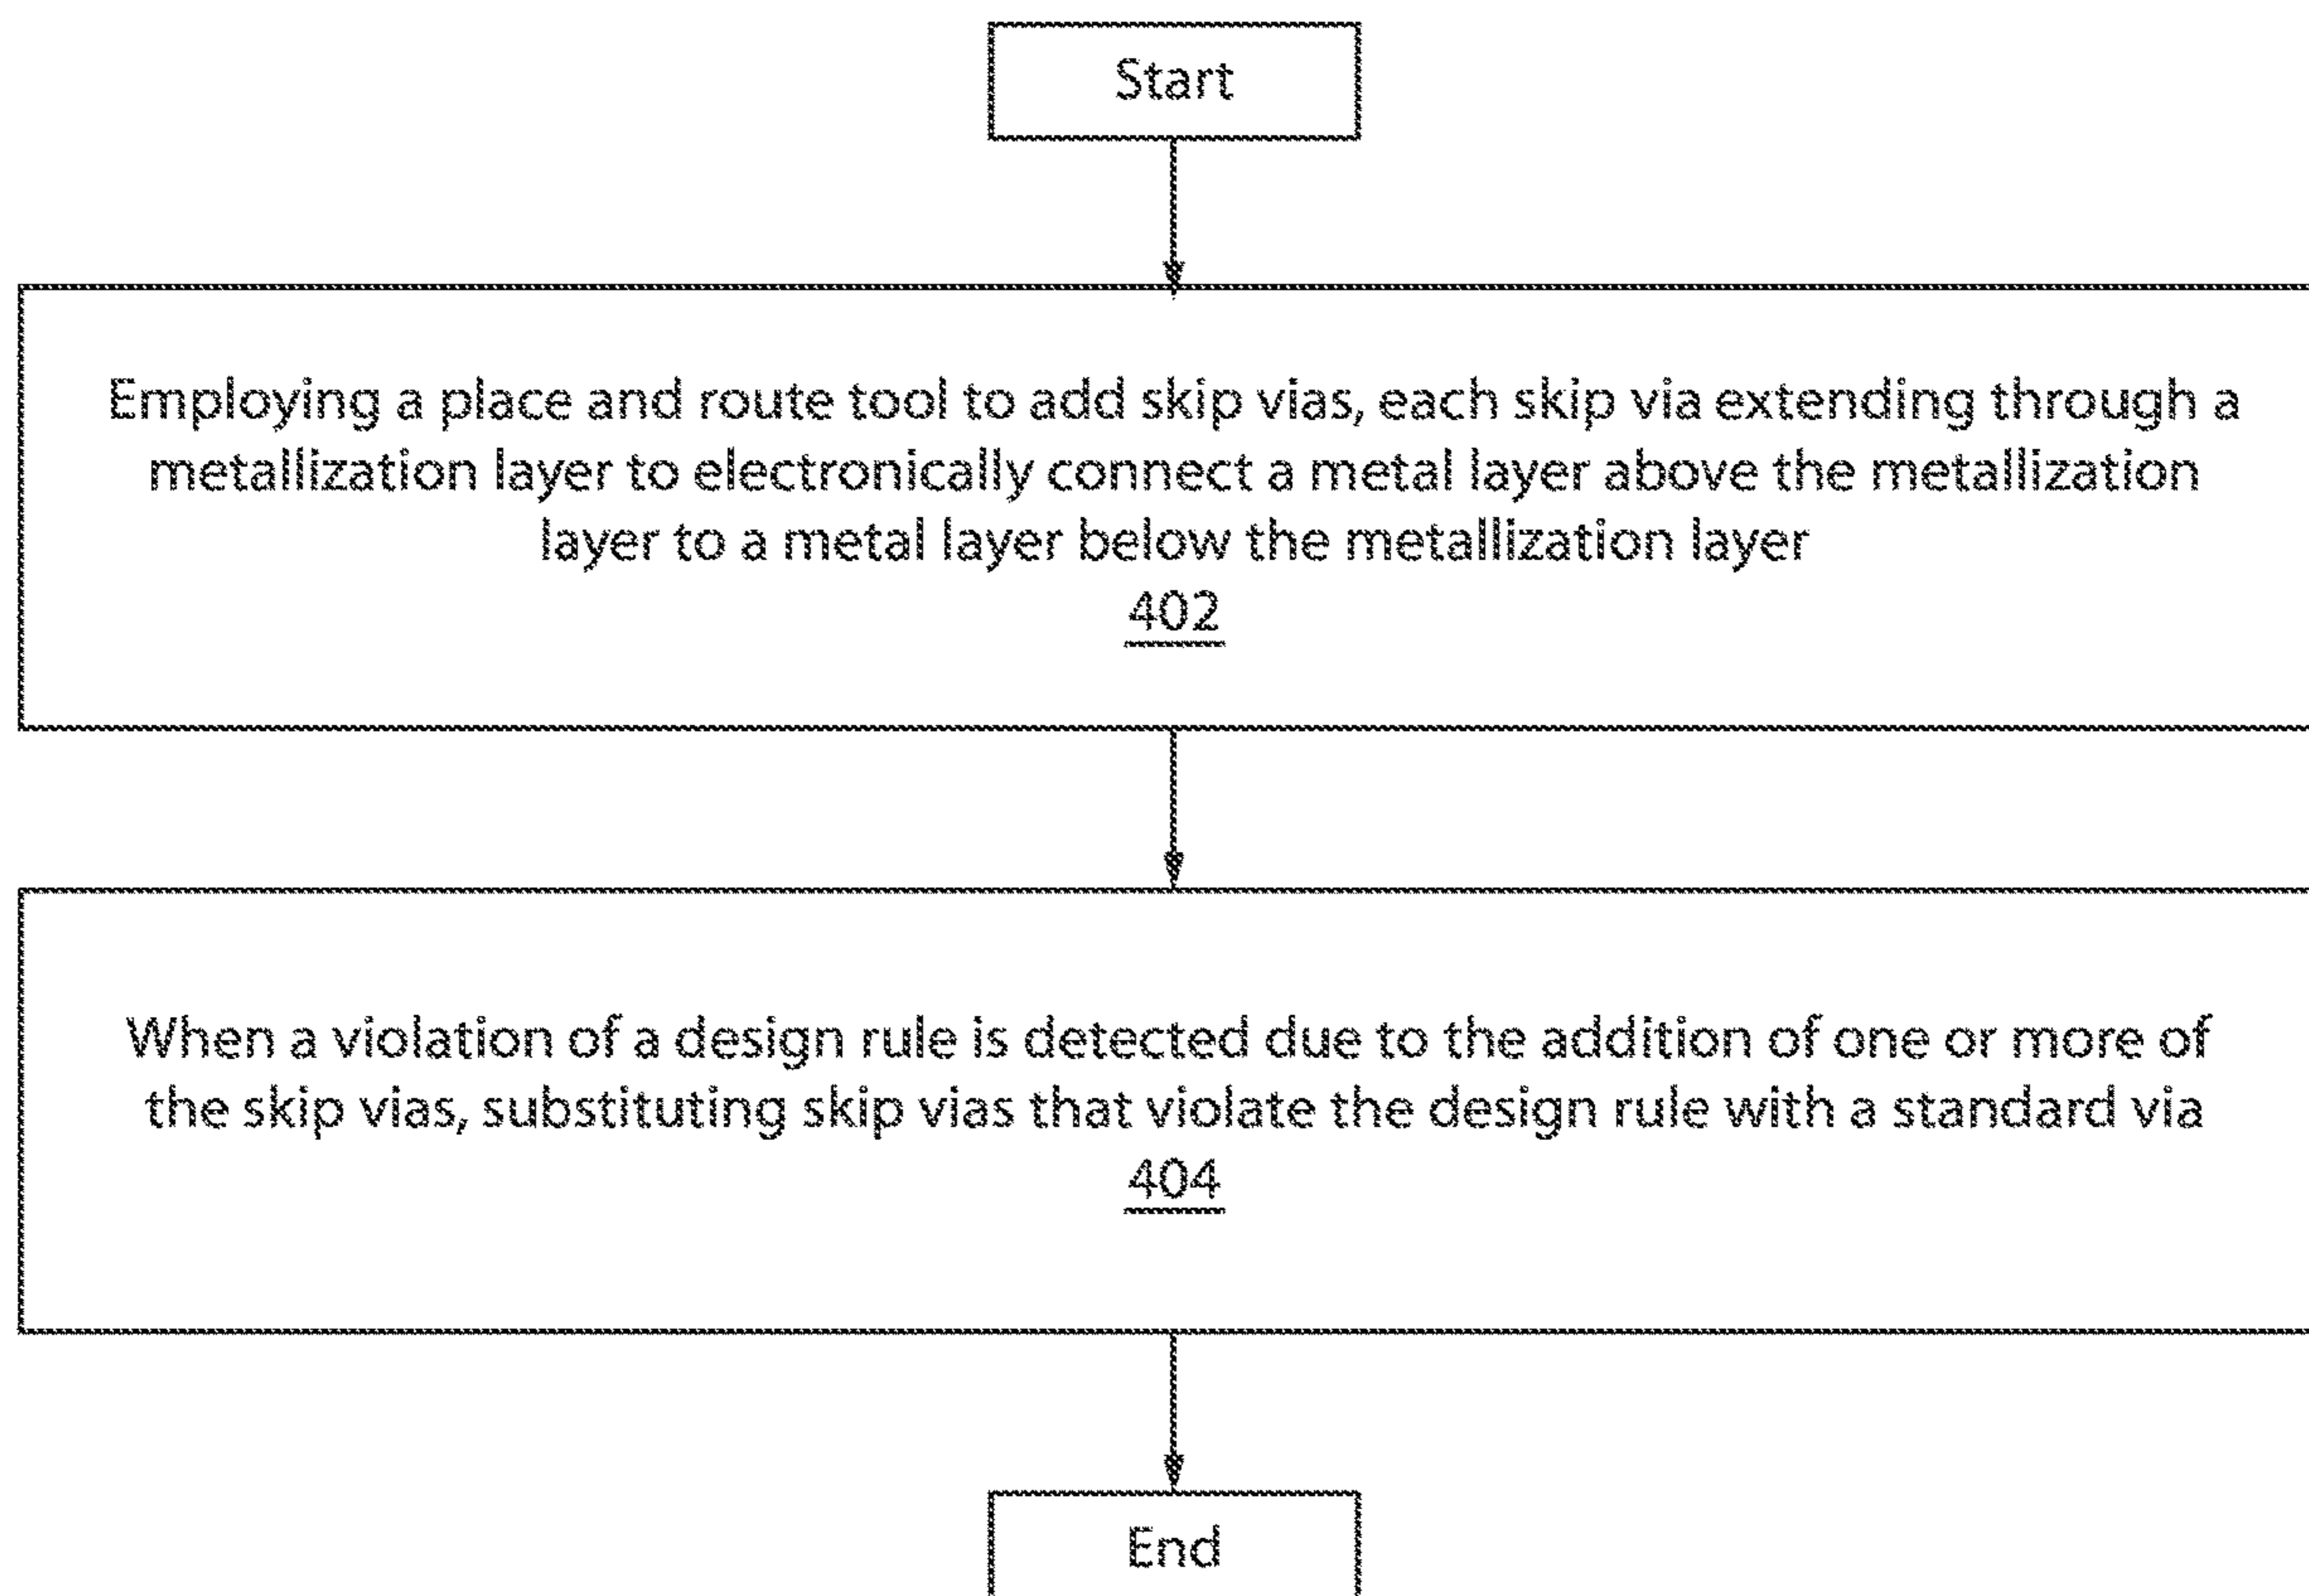 Start
Employing a place and route tool to add skip vias, each skip via extending through a
metallization layer to electronically connect a metal layer above the metallization
layer to a metal layer below the metallization layer
402
When a violation of a design rule is detected due to the addition of one or more of
the skip vias, substituting skip vias that violate the design rule with a standard via
404
End